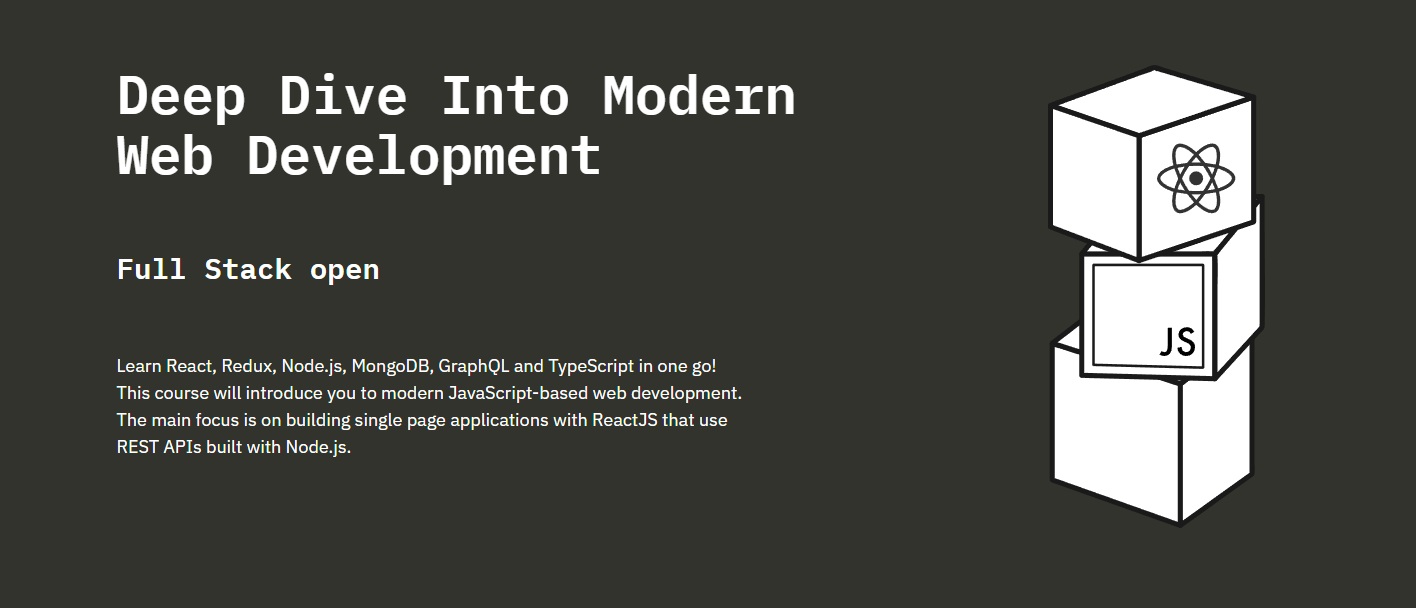 Deep Dive Into Modern
Web Development
Full Stack open
Learn React, Redux, Node.js, MongoDB, GraphQL and TypeScript in one go!
This course will introduce you to modern JavaScript-based web development.
The main focus is on building single page applications with ReactJS that use
REST APIs built with Node.js.
JS